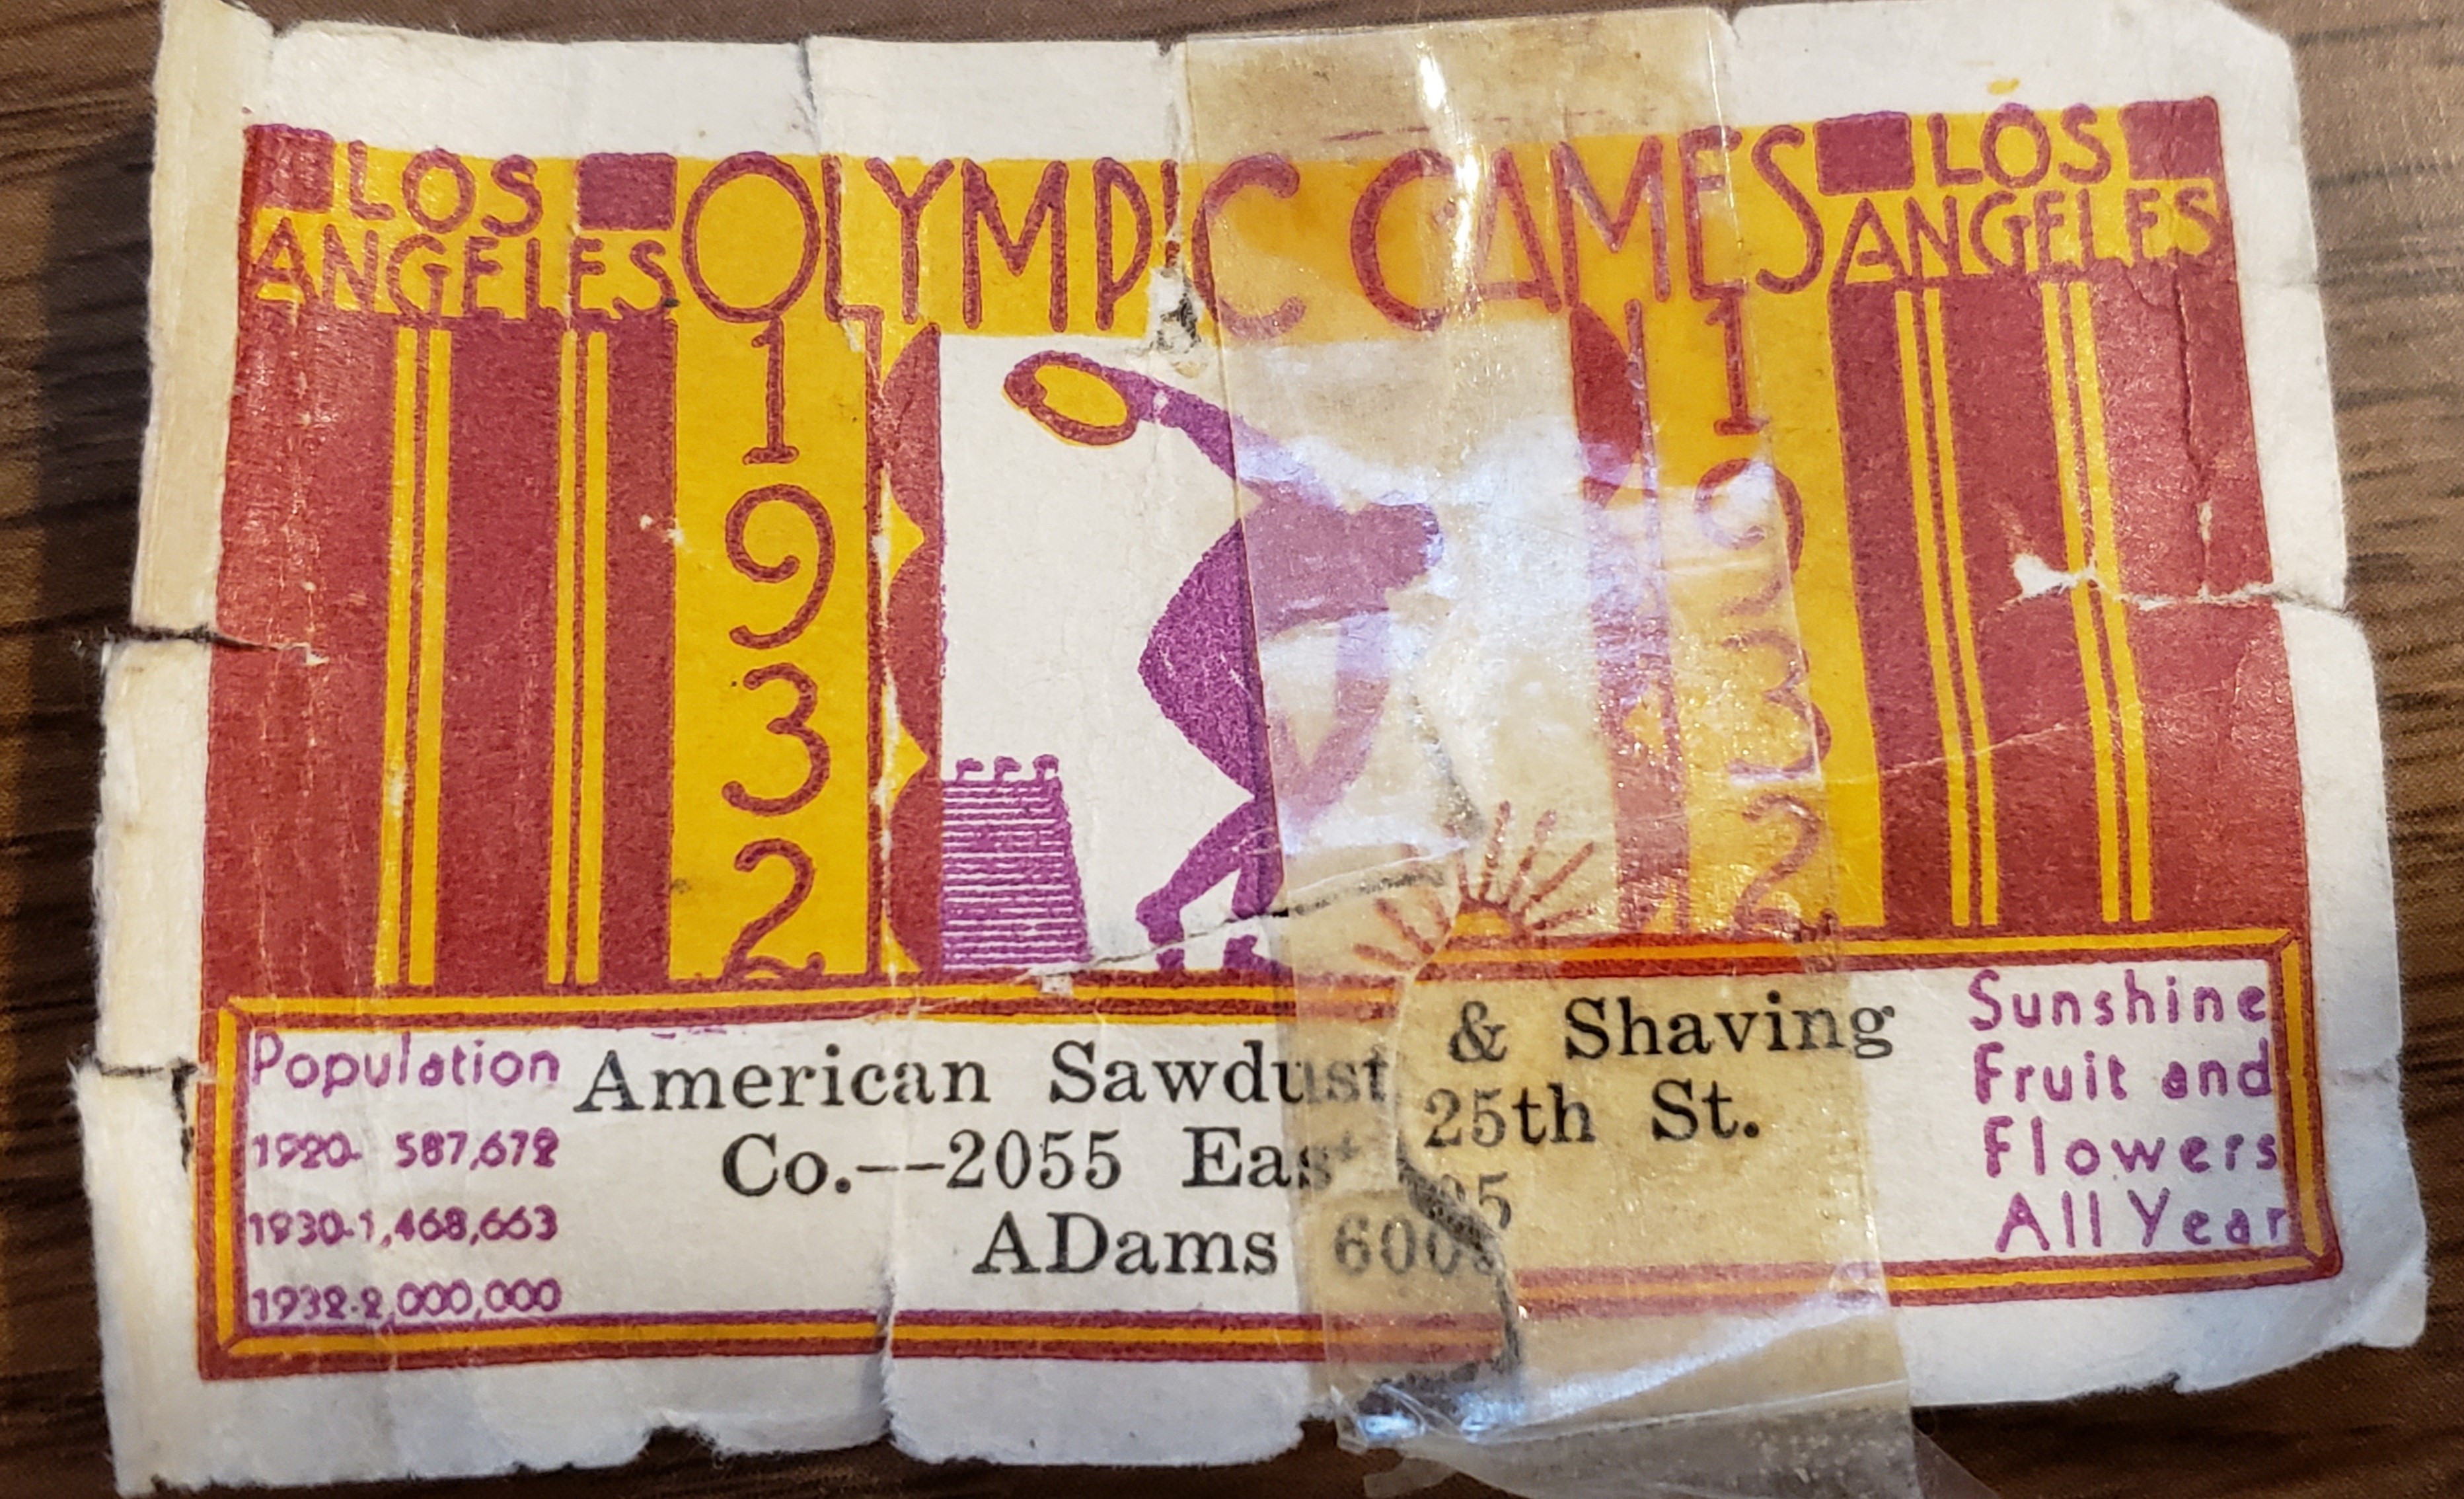 LOS ANGELES
OLYMPIC GAMES
LOS ANGELES
1932
1932
Population
1920- 587,672
1930-1,468,663
1932-2,000,000
American Sawdust & Shaving
Co.--2055 East 25th St.
ADams
Sunshine
Fruit and
Flowers
All Year